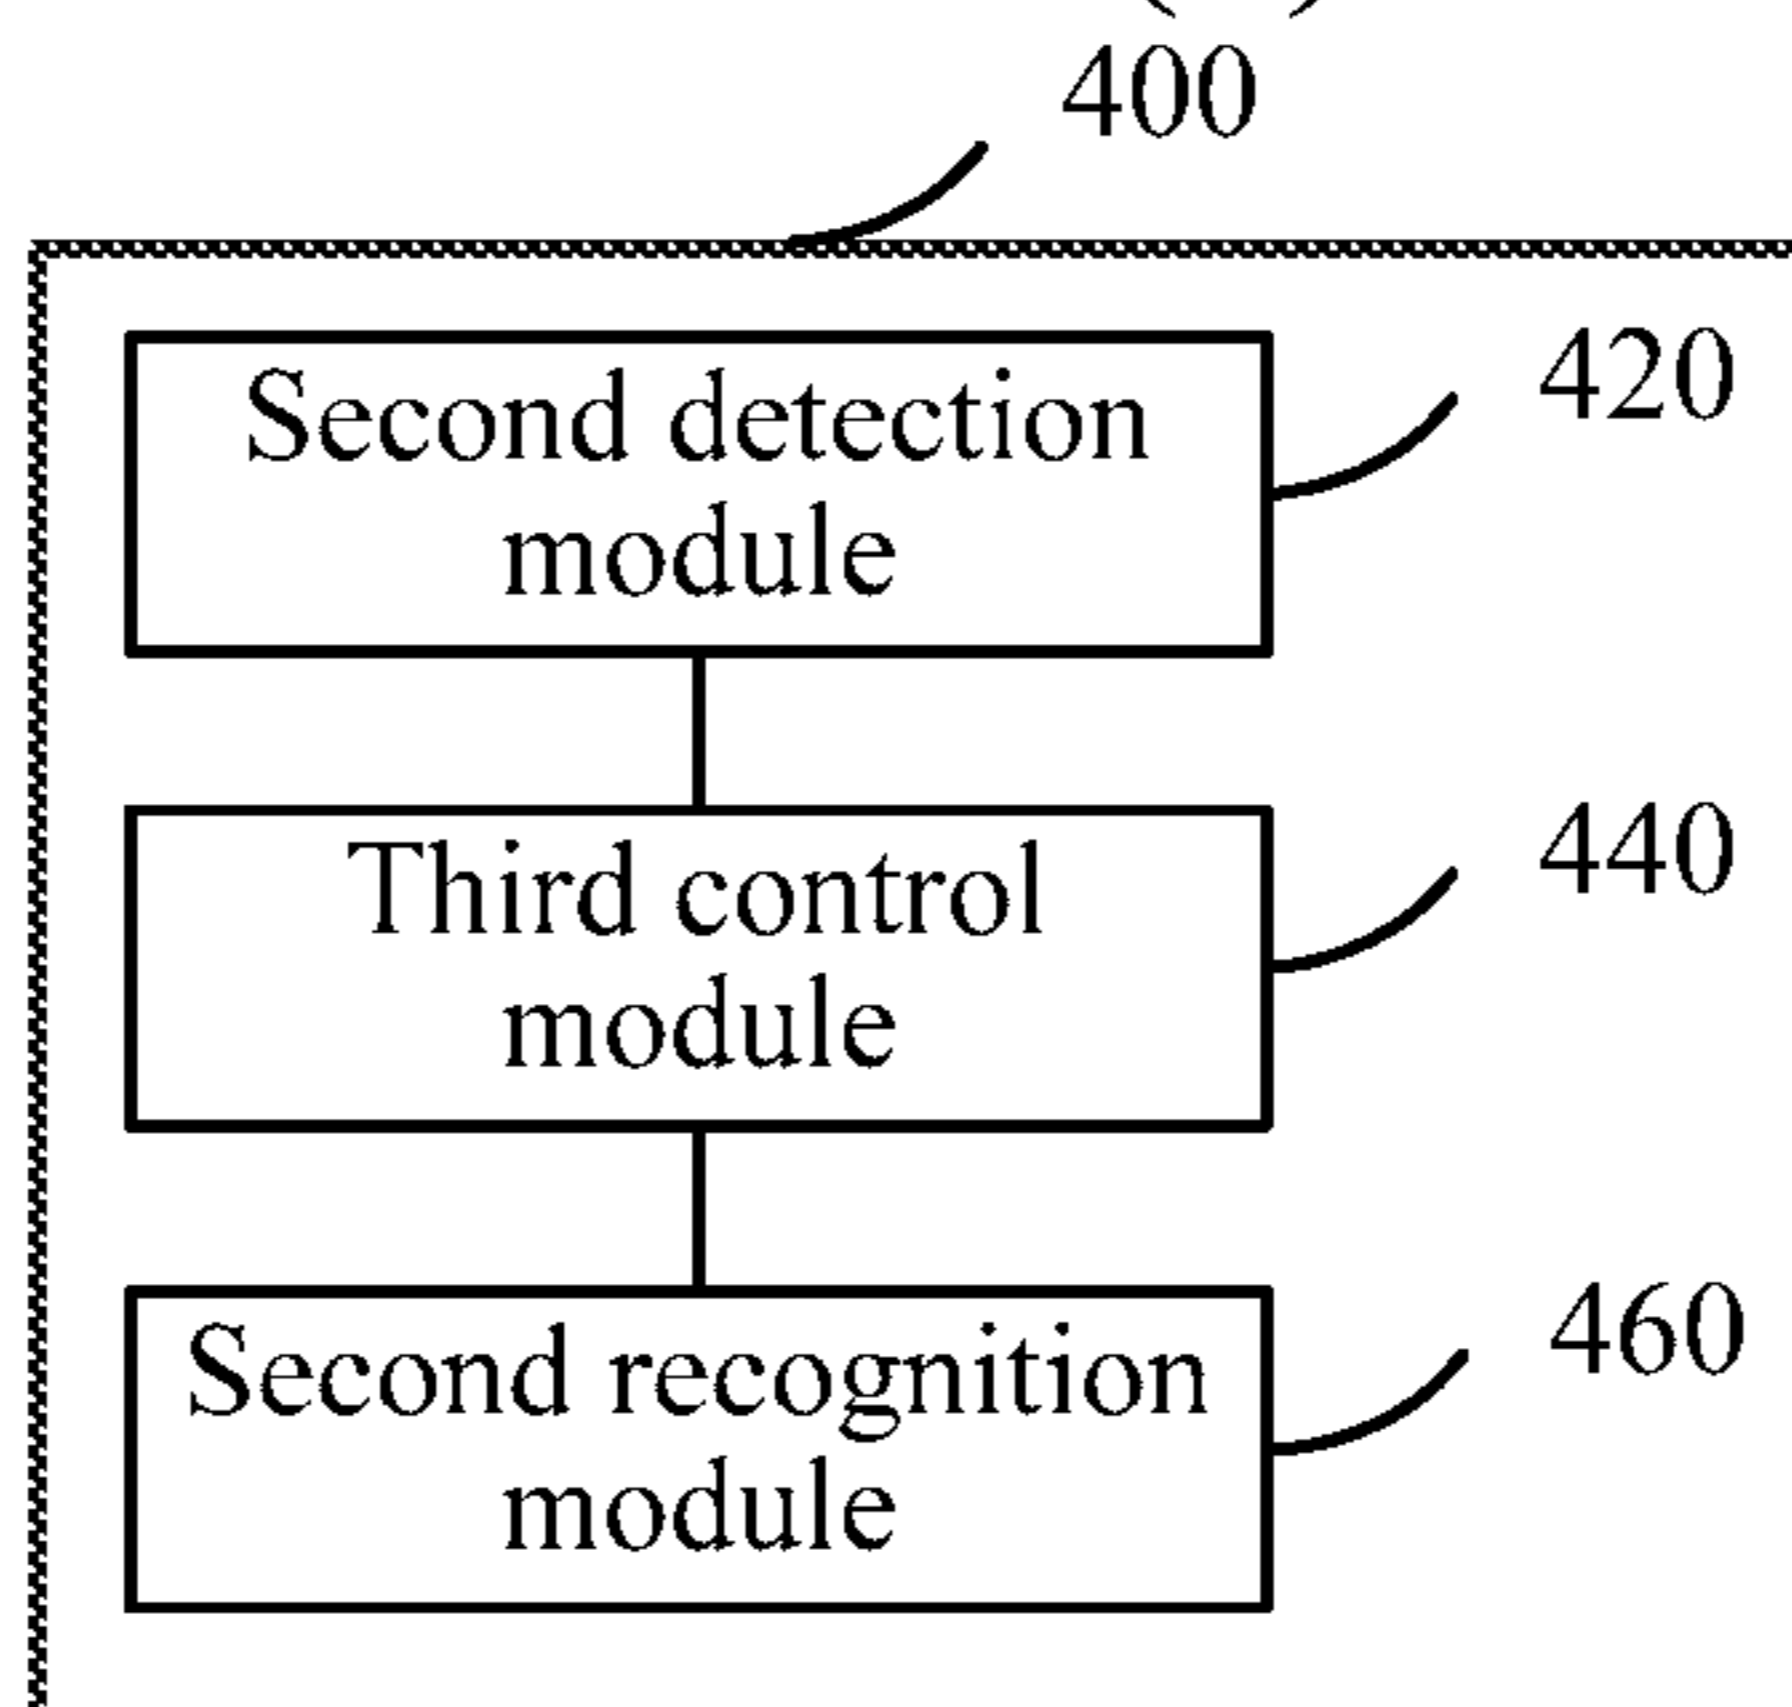 400
Second detection
module
420
Third control
module
440
Second recognition
module
460